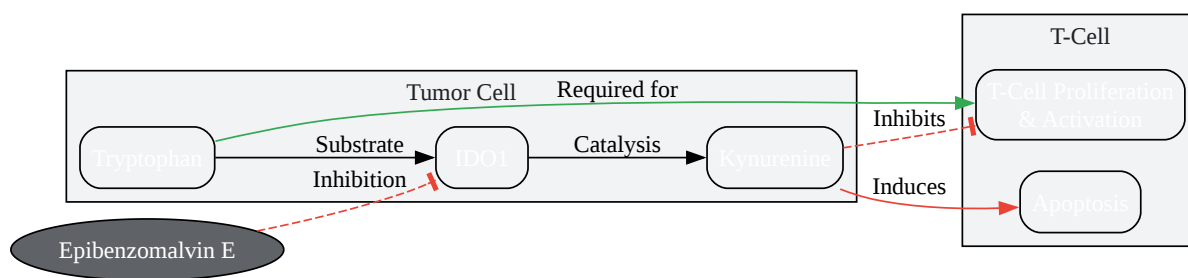 T-Cell
Tumor Cell
Required for
T-Cell Proliferation
& Activation
Inhibits
Tryptophan
Substrate
IDO1
Catalysis
Kynurenine
Inhibition
Induces
Apoptosis
Epibenzomalvin E